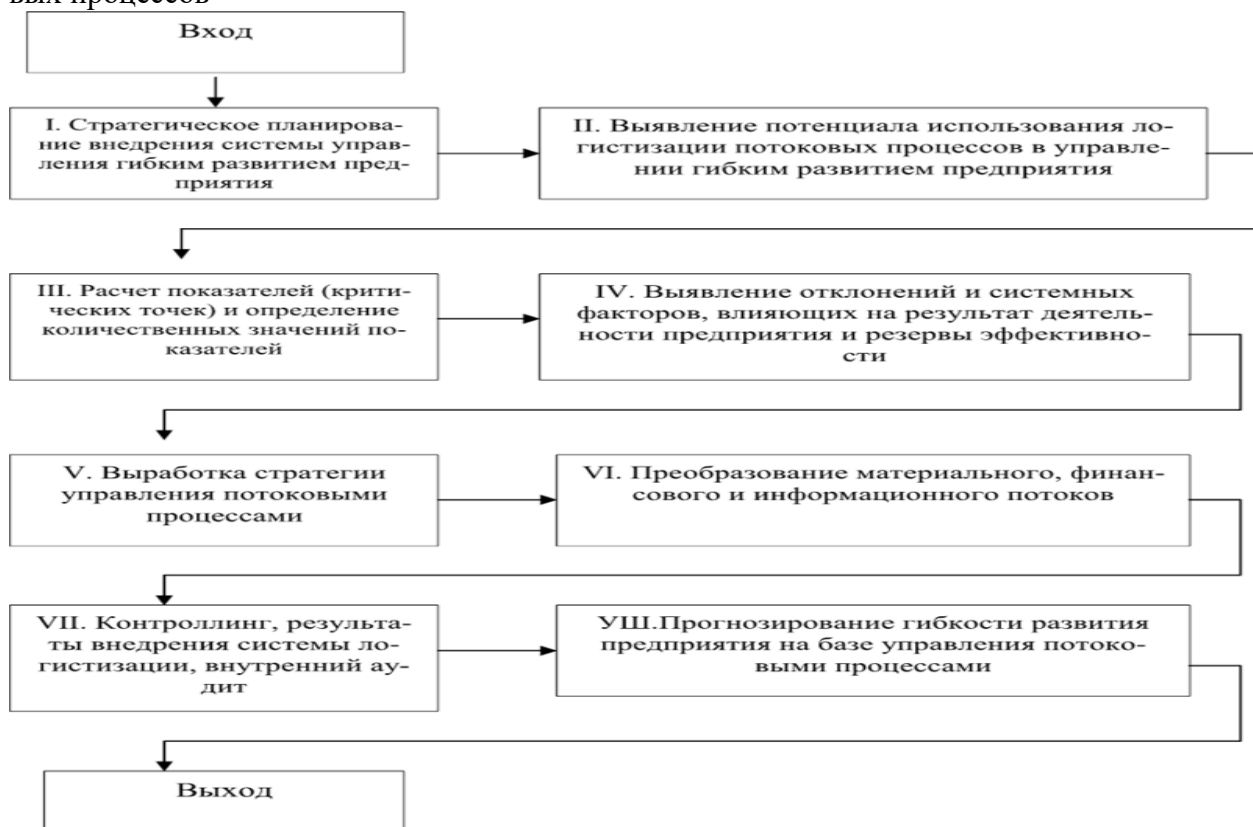 вых процессов
Вход
I. Стратегическое планирова-
ние внедрения системы управ-
ления гибким развитием пред-
приятия
II. Выявление потенциала использования ло-
гистизации потоковых процессов в управле-
нии гибким развитием предприятия
III. Расчет показателей (крити-
ческих точек) и определение
количественных значений по-
казателей
IV. Выявление отклонений и системных
факторов, влияющих на результат деятель-
ности предприятия и резервы эффективно-
сти
V. Выработка стратегии
управления потоковыми
процессами
VI. Преобразование материального, финан-
сового и информационного потоков
VII. Контроллинг, результа-
ты внедрения системы ло-
гистизации, внутренний ау-
дит
УШ.Прогнозирование гибкости развития
предприятия на базе управления потоко-
выми процессами
Выход